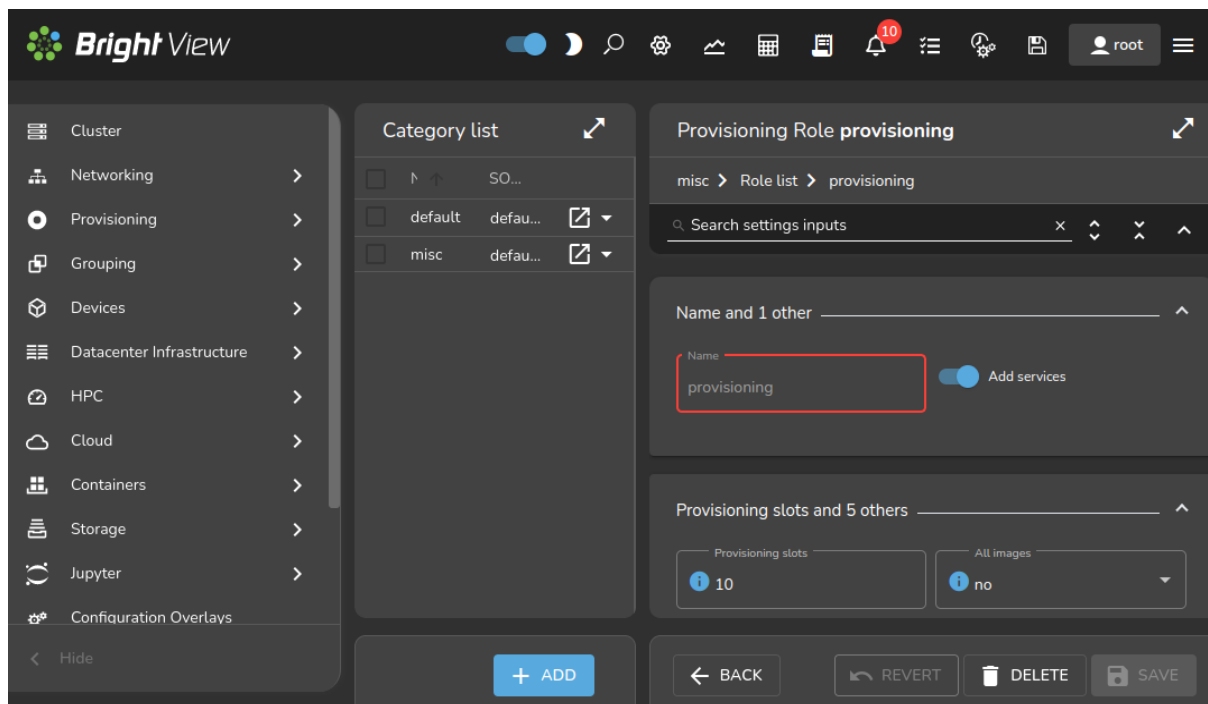 Bright View
10
root
Cluster
Networking
Provisioning
Grouping
Devices
Datacenter Infrastructure
HPC
Cloud
Containers
Storage
Jupyter
Configuration Overlays
Hide
Category list
SO...
default defau...
misc defau...
ADD
Provisioning Role provisioning
misc Role list provisioning
Search settings inputs
Name and 1 other
Name
provisioning
Add services
Provisioning slots and 5 others
Provisioning slots
10
All images
no
BACK
REVERT
DELETE
SAVE